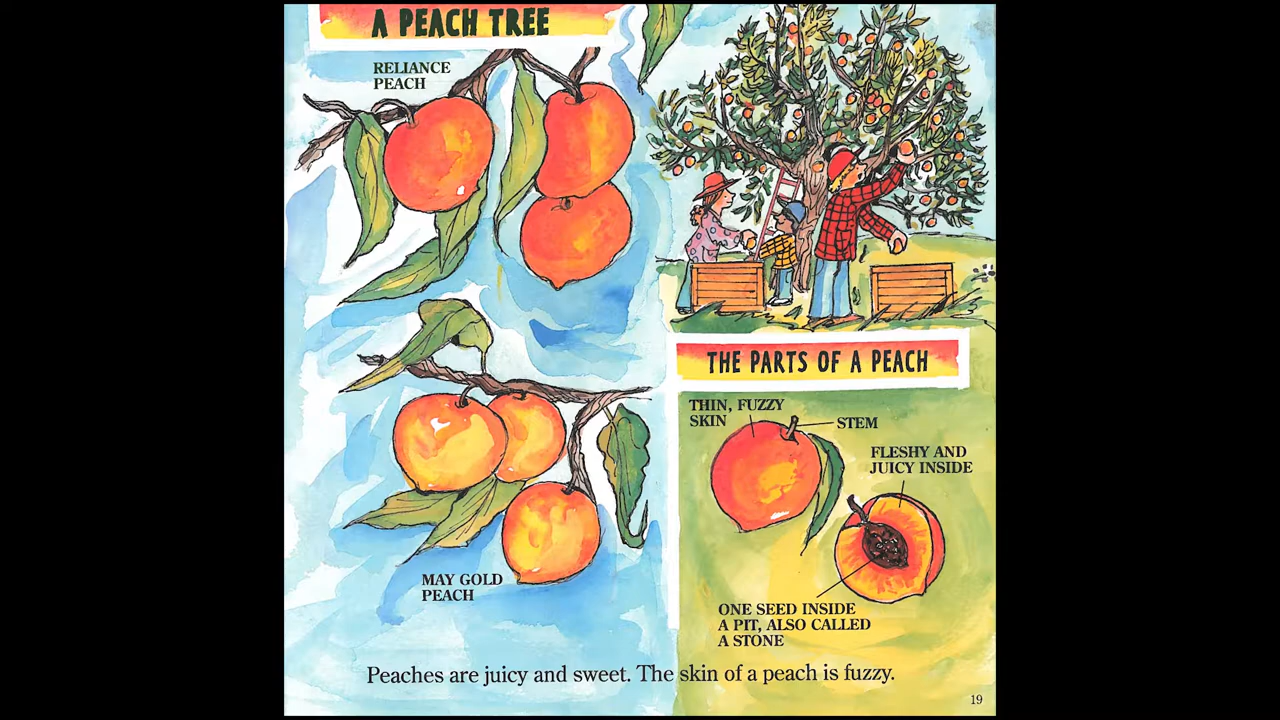 A PEACH TREE
RELIANCE
PEACH
MAY GOLD
PEACH
THE PARTS OF A PEACH
THIN, FUZZY
SKIN
STEM
FLESHY AND
JUICY INSIDE
ONE SEED INSIDE
A PIT, ALSO CALLED
A STONE
Peaches are juicy and sweet. The skin of a peach is fuzzy.
19